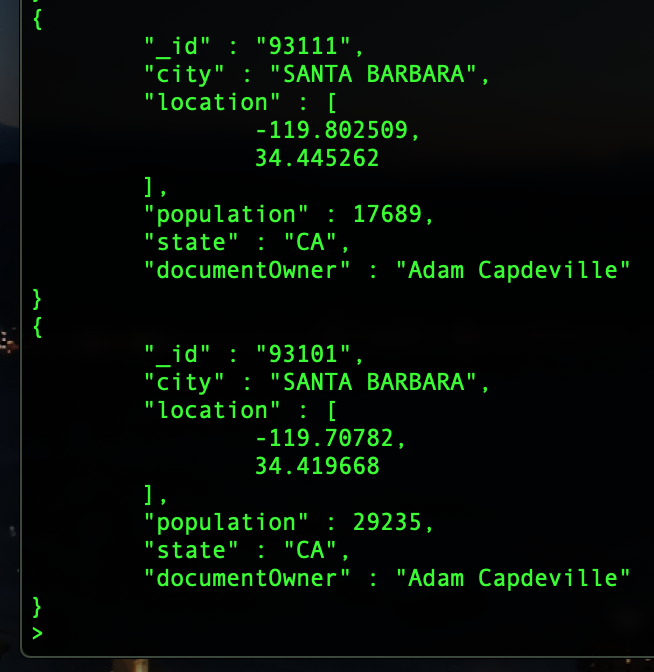 }
{
"_id" : "93111",
"city" : "SANTA BARBARA",
"location" : [
-119.802509,
34.445262
],
"population" : 17689,
"state" : "CA",
"documentOwner" : "Adam Capdeville"
}
{
"_id" : "93101",
"city" : "SANTA BARBARA",
"location" : [
-119.70782,
34.419668
],
"population" : 29235,
"state" : "CA",
"documentOwner" : "Adam Capdeville"
}
>